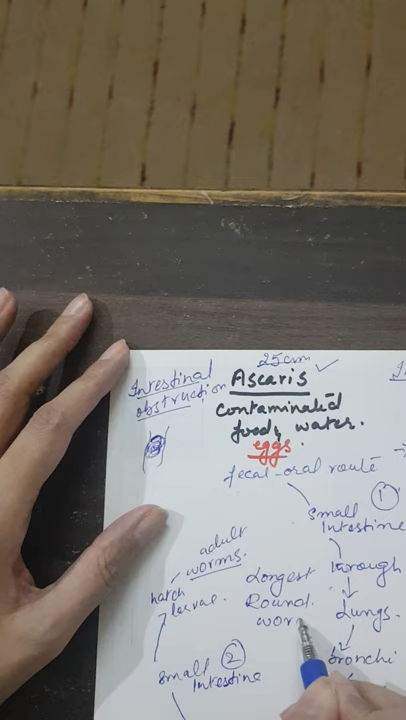 25cm ✓
Intestinal
obstruction
Ascaris
Contaminated
food, water.
eggs.
fecal-oral route
①
Small
Intestine
through
Lungs.
bronchi
adult
worms.
hatch
larvae.
Longest
Round
wor
②
Small
Intestine